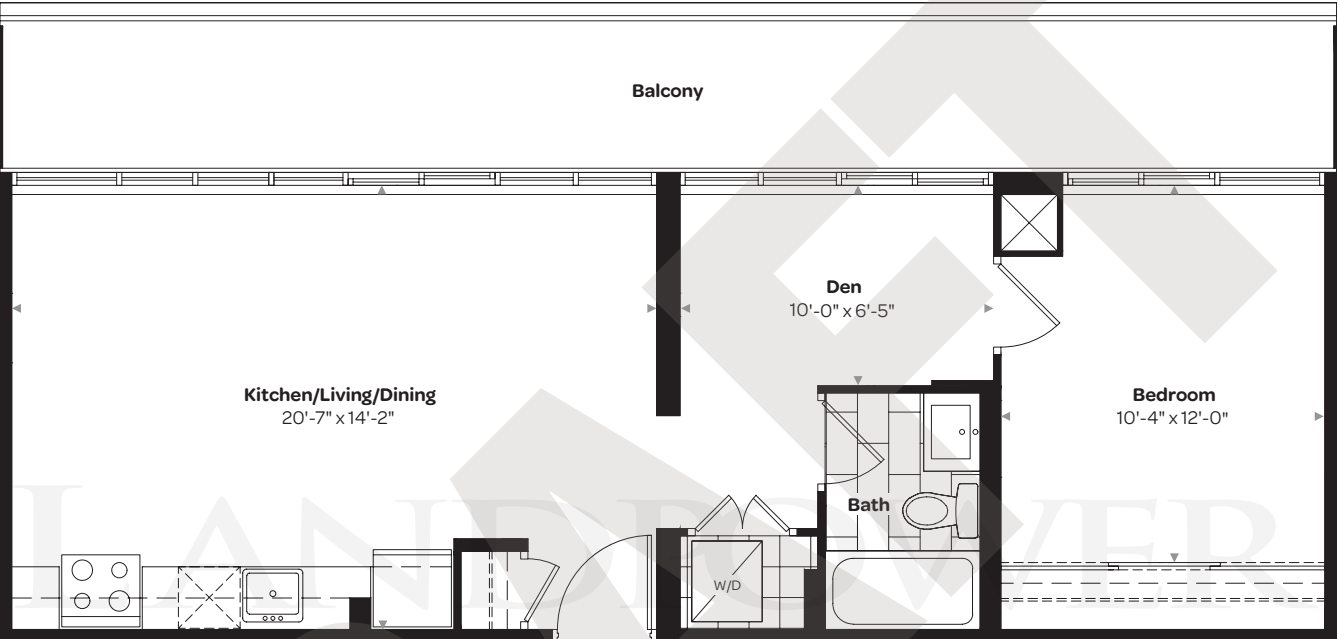 Balcony
Den
10'-0" x 6'-5"
Kitchen/Living/Dining
20'-7" x 14'-2"
Bedroom
10'-4" x 12'-0"
Bath
W/D
LANDPOWER